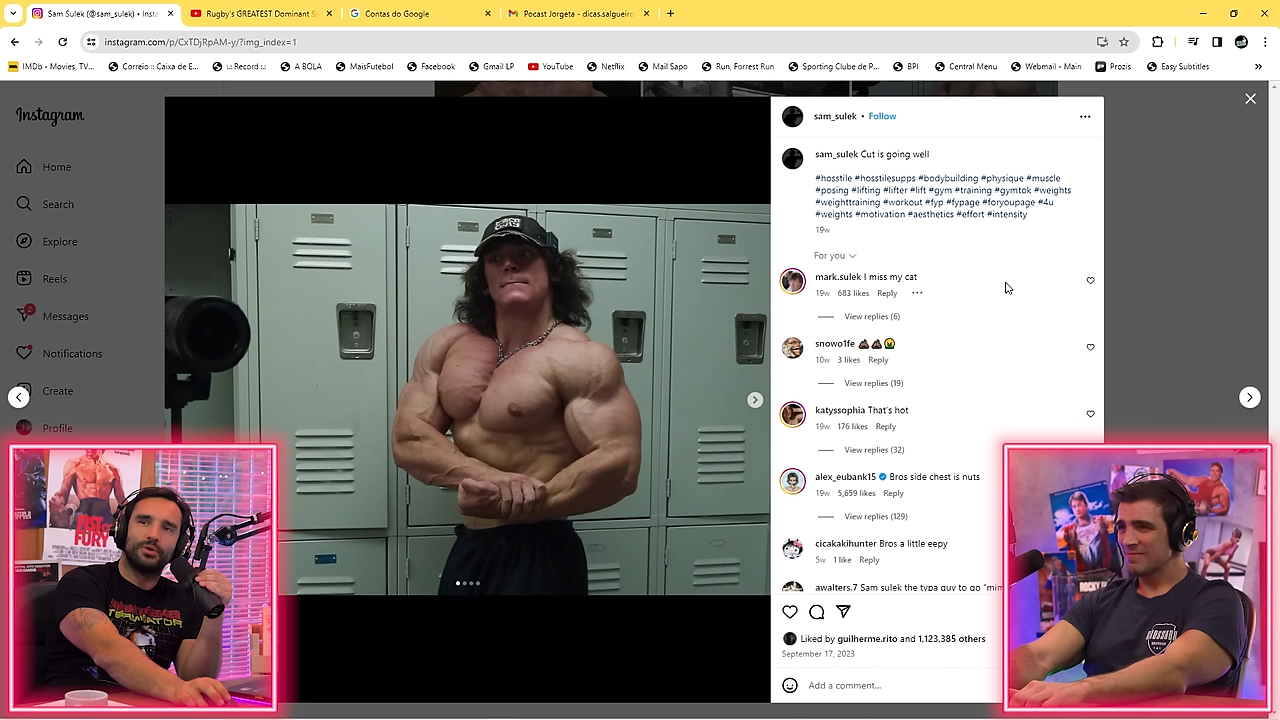 Sam Sulek (@sam_sulek) • Insta
Rugby's GREATEST Dominant S
Contas do Google
Pocast Jorgeta - dicas.salgueiro
instagram.com/p/CxTDjRpAM-y/?img_index=1
IMDb • Movies, TV...
Correio :: Caixa de E...
::: Record :::
A BOLA
MaisFutebol
Facebook
Gmail LP
YouTube
Netflix
Mail Sapo
Run, Forrest Run
Sporting Clube de P...
BPI
Central Menu
Webmail • Main
Prozis
Easy Subtitles
Instagram
Home
Search
Explore
Reels
2
Messages
Notifications
Create
Profile
sam_sulek • Follow
sam_sulek Cut is going well
#hosstile #hosstilesupps #bodybuilding #physique #muscle
#posing #lifting #lifter #lift #gym #training #gymtok #weights
#weighttraining #workout #fyp #fypage #foryoupage #4u
#weights #motivation #aesthetics #effort #intensity
19w
For you
mark.sulek I miss my cat
19w 683 likes Reply
View replies (6)
snowo1fe 💩💩🤮
10w 3 likes Reply
View replies (19)
katyssophia That's hot
19w 176 likes Reply
View replies (32)
alex_eubank15 Bros side chest is nuts
19w 5,659 likes Reply
View replies (129)
cicakakihunter Bros a little eepy
5w 1 like Reply
awalters.7 Sam sulek the typa guy to go "mim
Liked by guilherme.rito and 1,123,385 others
September 17, 2023
Add a comment...
FURY